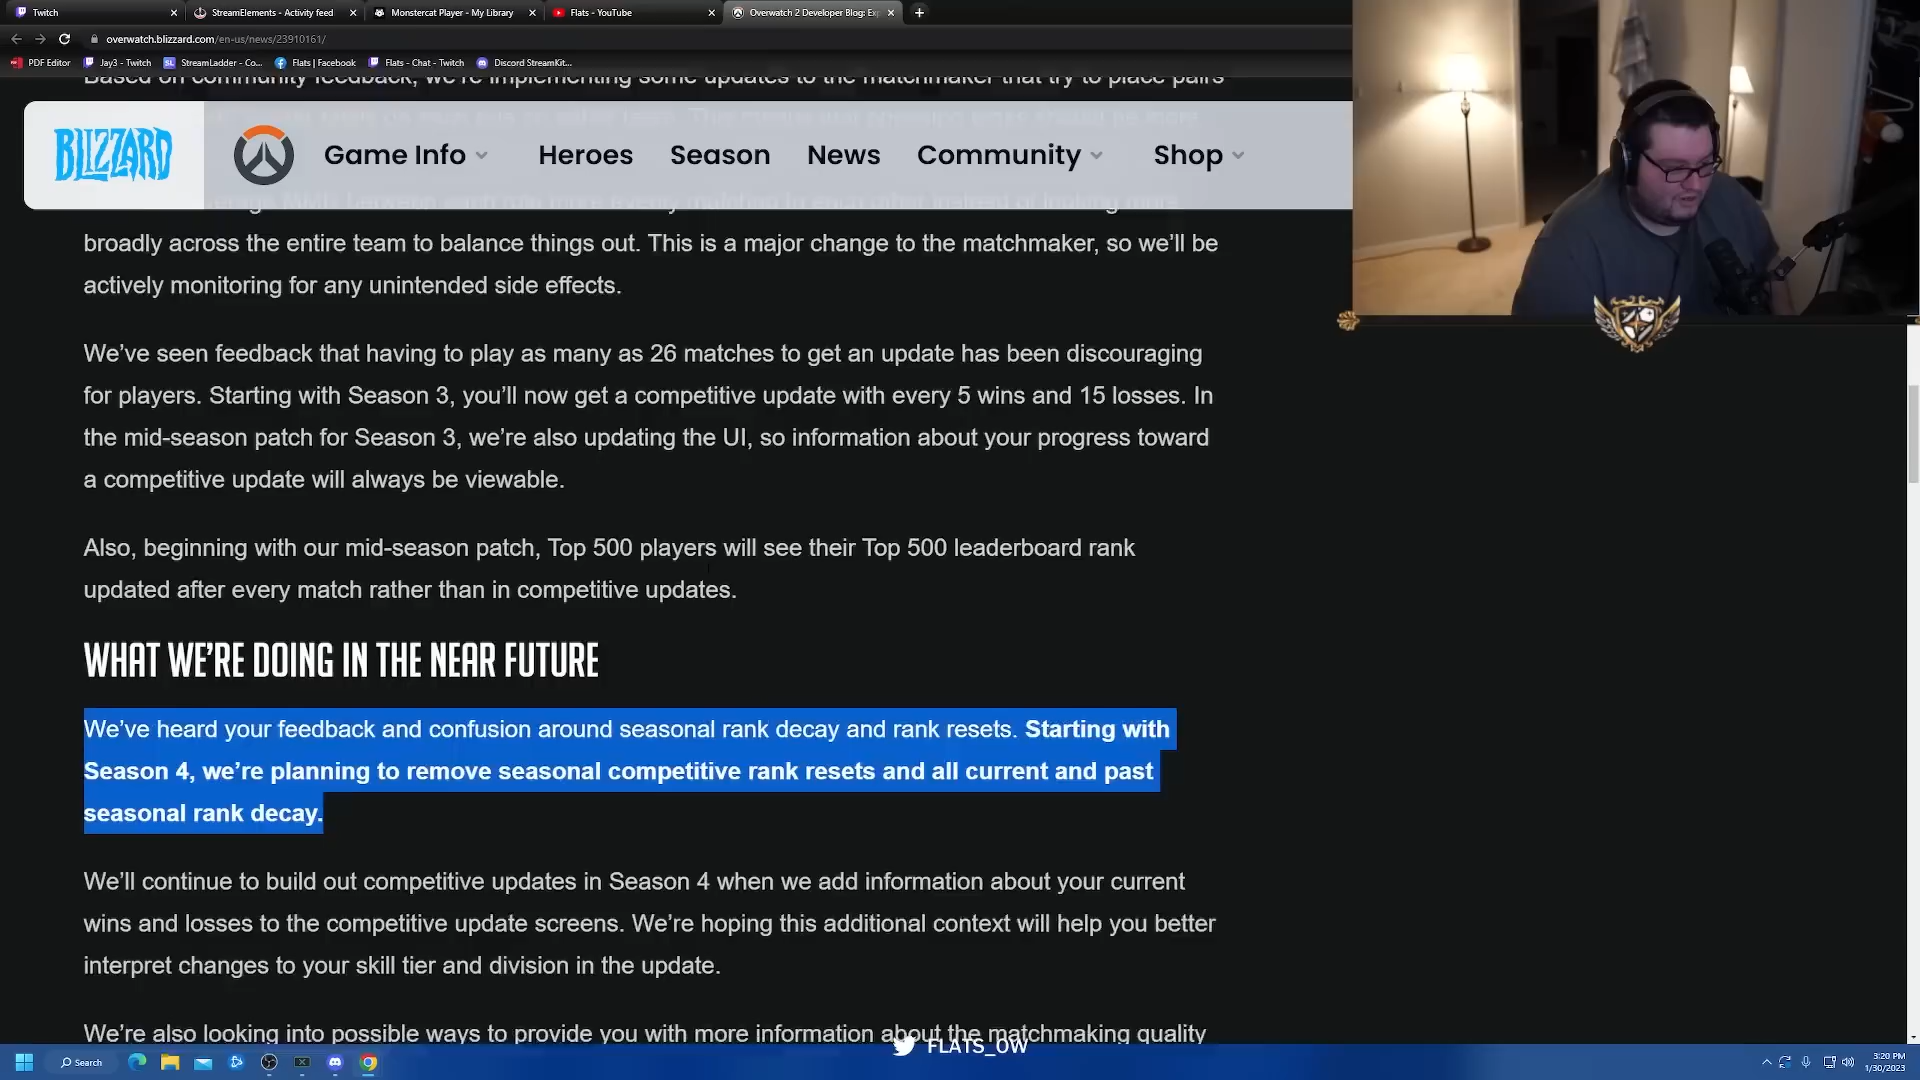 Twitch
StreamElements - Activity feed
Monstercat Player - My Library
Flats - YouTube
Overwatch 2 Developer Blog: Ex
overwatch.blizzard.com/en-us/news/23910161/
PDF Editor
Jay3 - Twitch
StreamLadder - Co...
Flats | Facebook
Flats - Chat - Twitch
Discord StreamKit...
Based on community feedback, we're implementing some updates to the matchmaker that try to place pairs
BLIZZARD
Game Info
Heroes
Season
News
Community
Shop
broadly across the entire team to balance things out. This is a major change to the matchmaker, so we'll be
actively monitoring for any unintended side effects.
We've seen feedback that having to play as many as 26 matches to get an update has been discouraging
for players. Starting with Season 3, you'll now get a competitive update with every 5 wins and 15 losses. In
the mid-season patch for Season 3, we're also updating the UI, so information about your progress toward
a competitive update will always be viewable.
Also, beginning with our mid-season patch, Top 500 players will see their Top 500 leaderboard rank
updated after every match rather than in competitive updates.
WHAT WE'RE DOING IN THE NEAR FUTURE
We've heard your feedback and confusion around seasonal rank decay and rank resets. Starting with
Season 4, we're planning to remove seasonal competitive rank resets and all current and past
seasonal rank decay.
We'll continue to build out competitive updates in Season 4 when we add information about your current
wins and losses to the competitive update screens. We're hoping this additional context will help you better
interpret changes to your skill tier and division in the update.
We're also looking into possible ways to provide you with more information about the matchmaking quality
FLATS_OW
Search
3:20 PM
1/30/2023